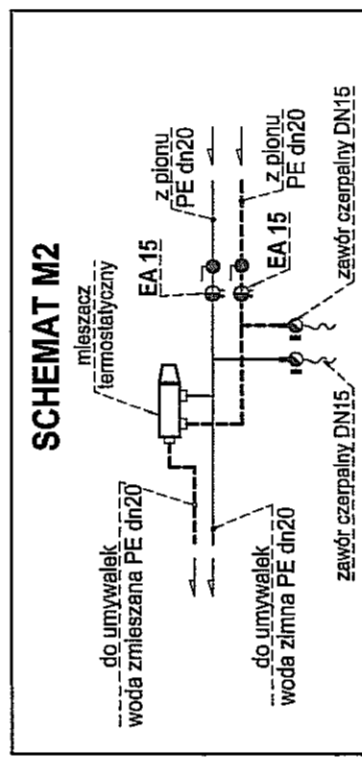 SCHEMAT M2
mieszacz
termostatyczny
EA 15
z pionu
PE dn20
z pionu
PE dn20
EA 15
do umywalek
woda zmieszana PE dn20
do umywalek
woda zimna PE dn20
zawór czerpalny DN15
zawór czerpalny DN15